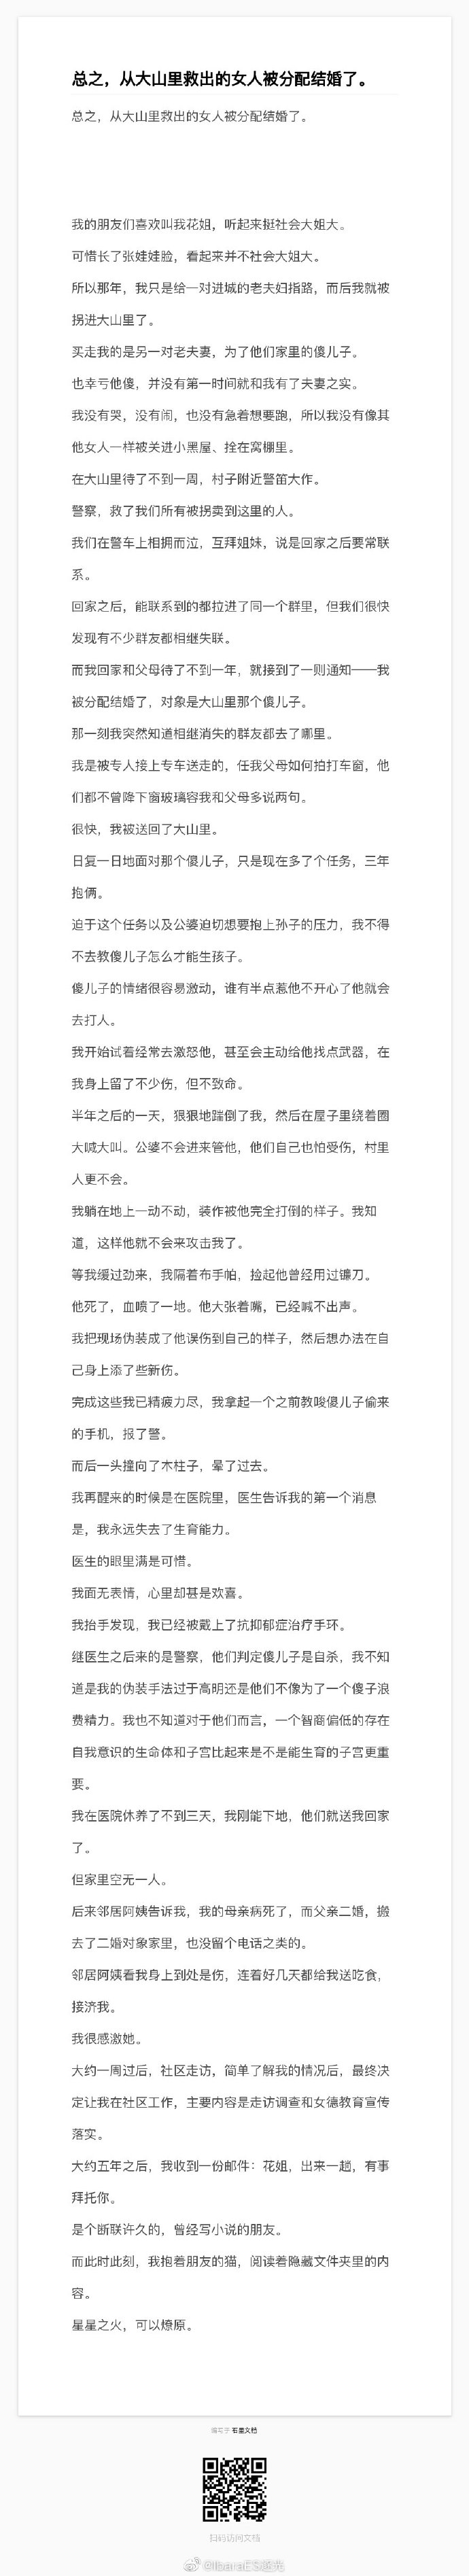 总之，从大山里救出的女人被分配结婚了。
总之，从大山里救出的女人被分配结婚了。
我的朋友们喜欢叫我花姐，听起来挺社会大姐大。
可惜长了张娃娃脸，看起来并不社会大姐大。
所以那年，我只是给一对进城的老夫妇指路，而后我就被
拐进大山里了。
买走我的是另一对老夫妻，为了他们家里的傻儿子。
也幸亏他傻，并没有第一时间就和我有了夫妻之实。
我没有哭，没有闹，也没有急着想要跑，所以我没有像其
他女人一样被关进小黑屋、拴在窝棚里。
在大山里待了不到一周，村子附近警笛大作。
警察，救了我们所有被拐卖到这里的人。
我们在警车上相拥而泣，互拜姐妹，说是回家之后要常联
系。
回家之后，能联系到的都拉进了同一个群里，但我们很快
发现有不少群友都相继失联。
而我回家和父母待了不到一年，就接到了一则通知——我
被分配结婚了，对象是大山里那个傻儿子。
那一刻我突然知道相继消失的群友都去了哪里。
我是被专人接上专车送走的，任我父母如何拍打车窗，他
们都不曾降下窗玻璃容我和父母多说两句。
很快，我被送回了大山里。
日复一日地面对那个傻儿子，只是现在多了个任务，三年
抱俩。
迫于这个任务以及公婆迫切想要抱上孙子的压力，我不得
不去教傻儿子怎么才能生孩子。
傻儿子的情绪很容易激动，谁有半点惹他不开心了他就会
去打人。
我开始试着经常去激怒他，甚至会主动给他找点武器，在
我身上留了不少伤，但不致命。
半年之后的一天，狠狠地踹倒了我，然后在屋子里绕着圈
大喊大叫。公婆不会进来管他，他们自己也怕受伤，村里
人更不会。
我躺在地上一动不动，装作被他完全打倒的样子。我知
道，这样他就不会来攻击我了。
等我缓过劲来，我隔着布手帕，捡起他曾经用过镰刀。
他死了，血喷了一地。他大张着嘴，已经喊不出声。
我把现场伪装成了他误伤到自己的样子，然后想办法在自
己身上添了些新伤。
完成这些我已精疲力尽，我拿起一个之前教唆傻儿子偷来
的手机，报了警。
而后一头撞向了木柱子，晕了过去。
我再醒来的时候是在医院里，医生告诉我的第一个消息
是，我永远失去了生育能力。
医生的眼里满是可惜。
我面无表情，心里却甚是欢喜。
我抬手发现，我已经被戴上了抗抑郁症治疗手环。
继医生之后来的是警察，他们判定傻儿子是自杀，我不知
道是我的伪装手法过于高明还是他们不像为了一个傻子浪
费精力。我也不知道对于他们而言，一个智商偏低的存在
自我意识的生命体和子宫比起来是不是能生育的子宫更重
要。
我在医院休养了不到三天，我刚能下地，他们就送我回家
了。
但家里空无一人。
后来邻居阿姨告诉我，我的母亲病死了，而父亲二婚，搬
去了二婚对象家里，也没留个电话之类的。
邻居阿姨看我身上到处是伤，连着好几天都给我送吃食，
接济我。
我很感激她。
大约一周过后，社区走访，简单了解我的情况后，最终决
定让我在社区工作，主要内容是走访调查和女德教育宣传
落实。
大约五年之后，我收到一份邮件：花姐，出来一趟，有事
拜托你。
是个断联许久的，曾经写小说的朋友。
而此时此刻，我抱着朋友的猫，阅读着隐藏文件夹里的内
容。
星星之火，可以燎原。
编写于 石墨文档
扫码访问文档